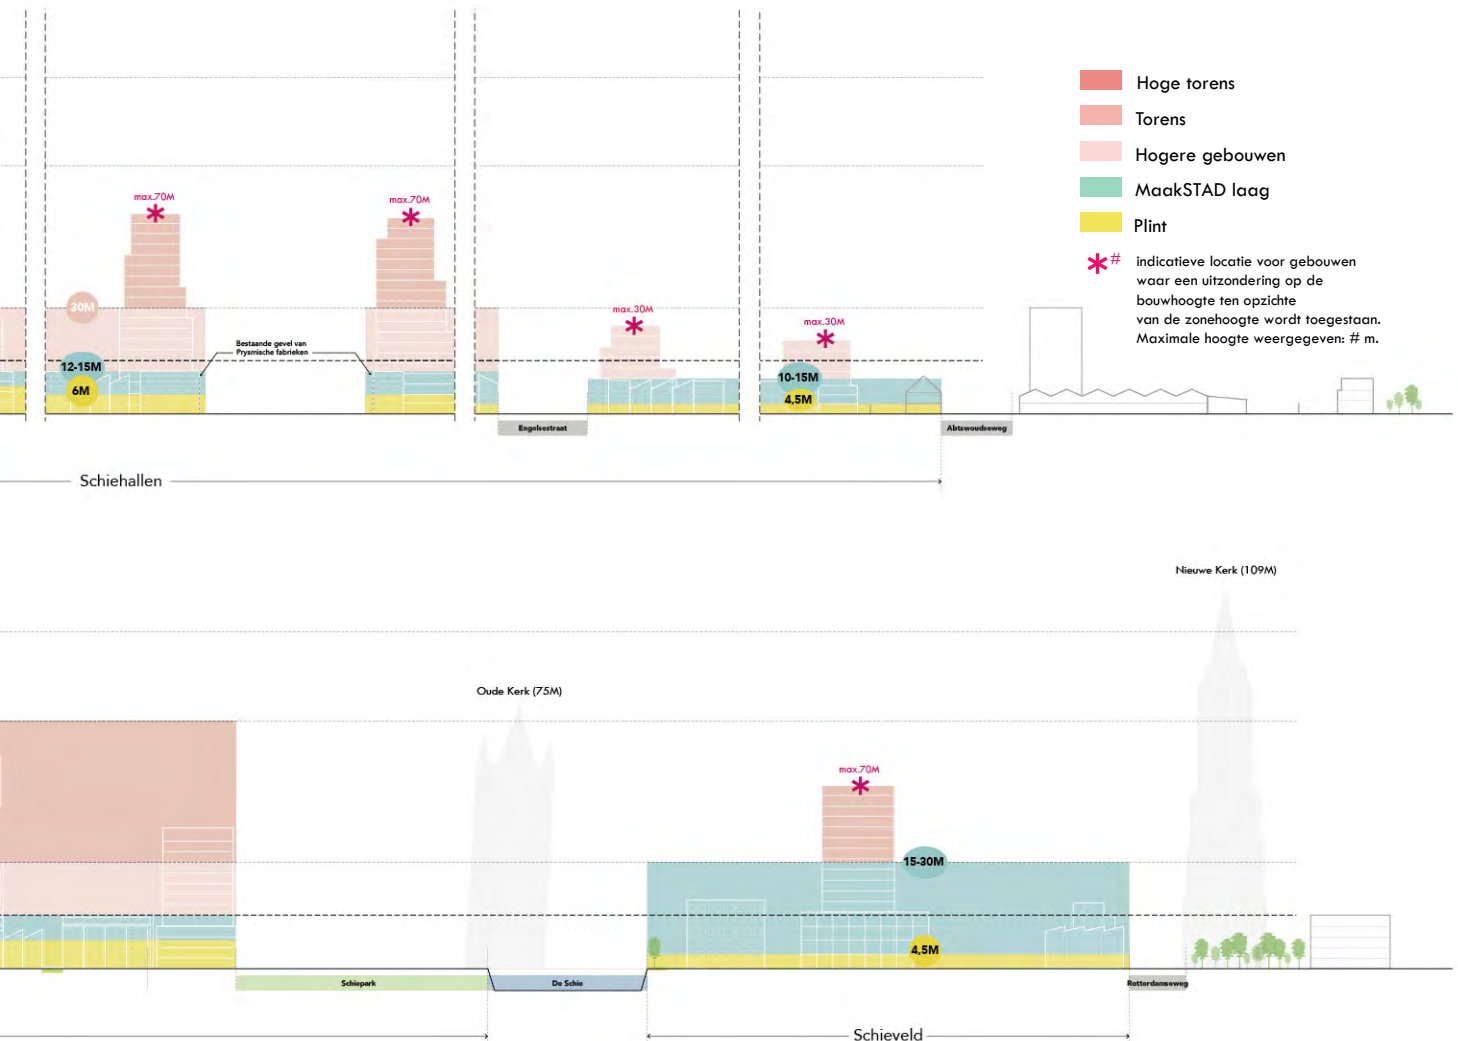 Hoge torens
Torens
Hogere gebouwen
MaakSTAD laag
Plint
*# indicatieve locatie voor gebouwen
waar een uitzondering op de
bouwhoogte ten opzichte
van de zonehoogte wordt toegestaan.
Maximale hoogte weergegeven: # m.
max.70M
max.70M
30M
max.30M
max.30M
Bestaande gevel van
Prysmische fabrieken
12-15M
6M
10-15M
4,5M
Engelsestraat
Abtswoudseweg
Schiehallen
Nieuwe Kerk (109M)
Oude Kerk (75M)
max.70M
15-30M
4,5M
Schiepark
De Schie
Rotterdamseweg
Schieveld